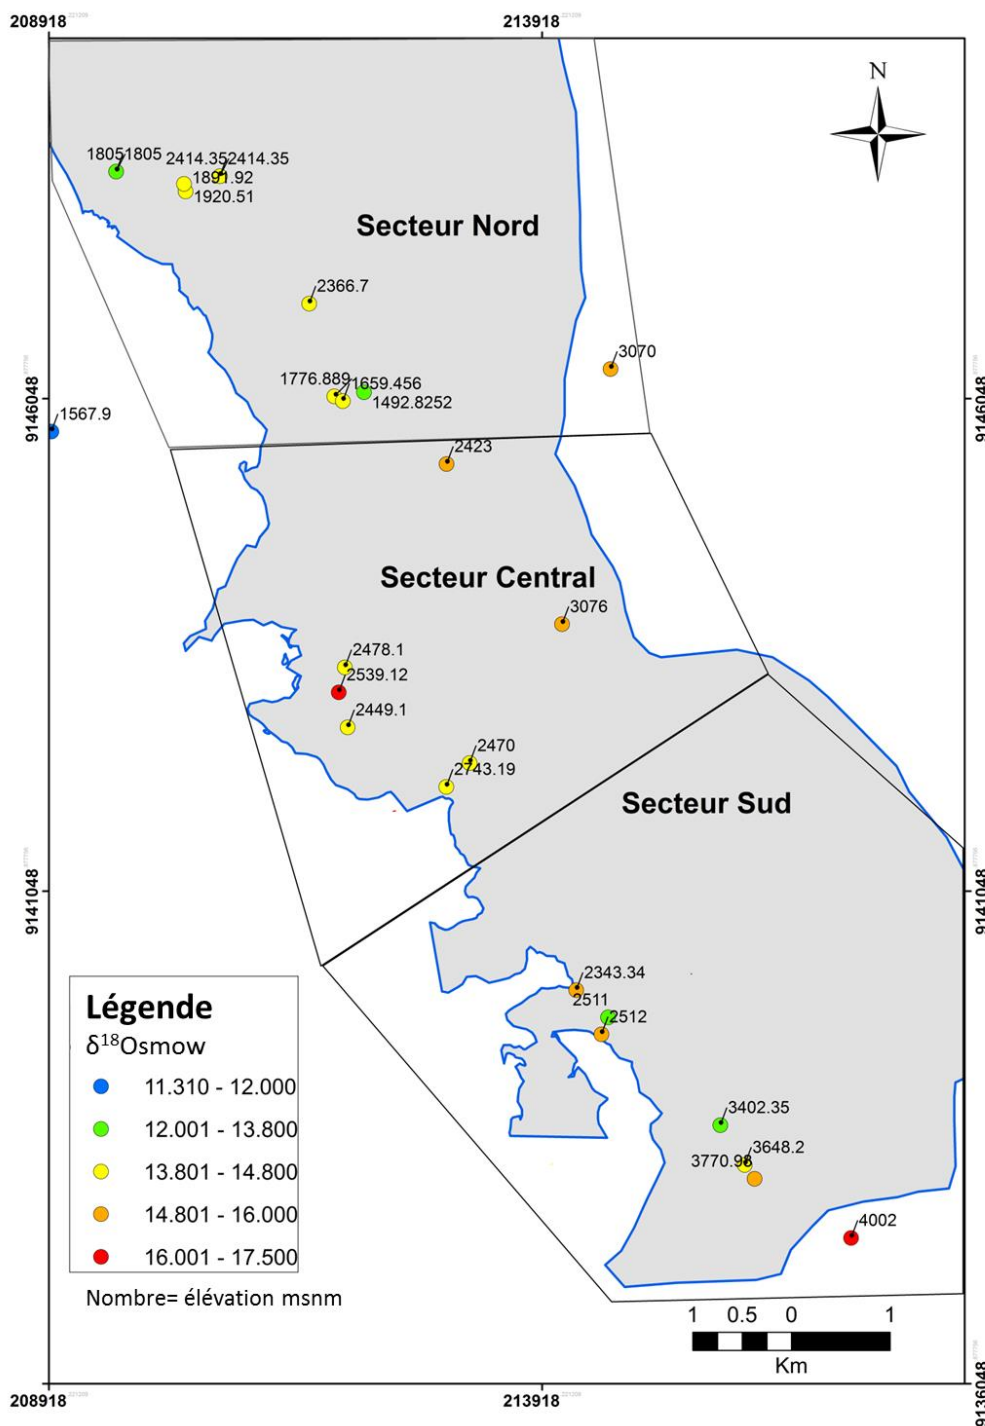 208918
213918
N
18051805
2414.352414.35
1891.92
1920.51
Secteur Nord
2366.7
3070
1776.889
1659.456
1492.8252
9146048
9146048
1567.9
2423
Secteur Central
3076
2478.1
2539.12
2449.1
2470
2743.19
Secteur Sud
9141048
9141048
2343.34
2511
2512
3402.35
3648.2
3770.98
4002
Légende
δ18Osmow
11.310 - 12.000
12.001 - 13.800
13.801 - 14.800
14.801 - 16.000
16.001 - 17.500
Nombre= élévation msnm
1 0.5 0 1
Km
9136048
208918
213918